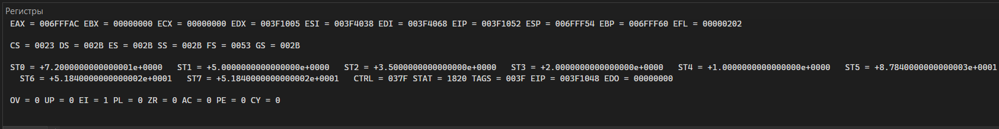 Регистры
EAX = 006FFFAC EBX = 00000000 ECX = 00000000 EDX = 003F1005 ESI = 003F4038 EDI = 003F4068 EIP = 003F1052 ESP = 006FFF54 EBP = 006FFF60 EFL = 00000202
CS = 0023 DS = 002B ES = 002B SS = 002B FS = 0053 GS = 002B
ST0 = +7.2000000000000001e+0000 ST1 = +5.0000000000000000e+0000 ST2 = +3.5000000000000000e+0000 ST3 = +2.0000000000000000e+0000 ST4 = +1.0000000000000000e+0000 ST5 = +8.7840000000000003e+0001
ST6 = +5.1840000000000002e+0001 ST7 = +5.1840000000000002e+0001 CTRL = 037F STAT = 1820 TAGS = 003F EIP = 003F1048 EDO = 00000000
OV = 0 UP = 0 EI = 1 PL = 0 ZR = 0 AC = 0 PE = 0 CY = 0